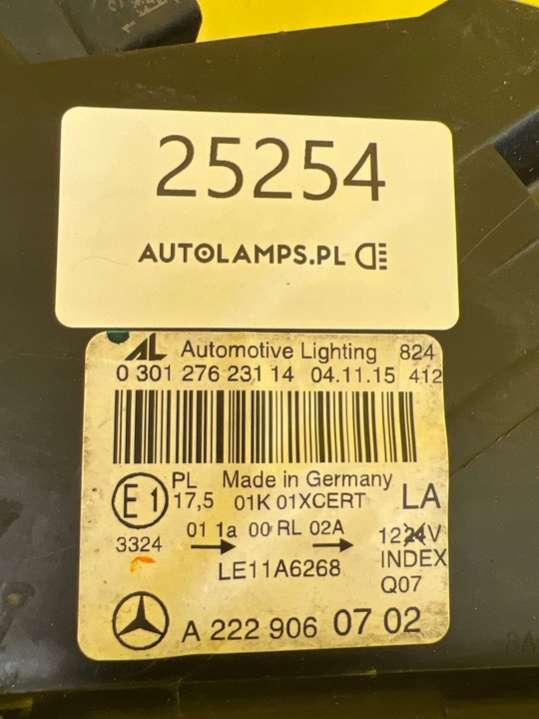 25254
AUTOLAMPS.PL
AL Automotive Lighting 824
0 301 276 231 14 04.11.15 412
E1 PL 17,5 Made in Germany
01K 01XCERT LA
3324 01 1a 00 RL 02A 1224V
LE11A6268 INDEX
Q07
A 222 906 07 02